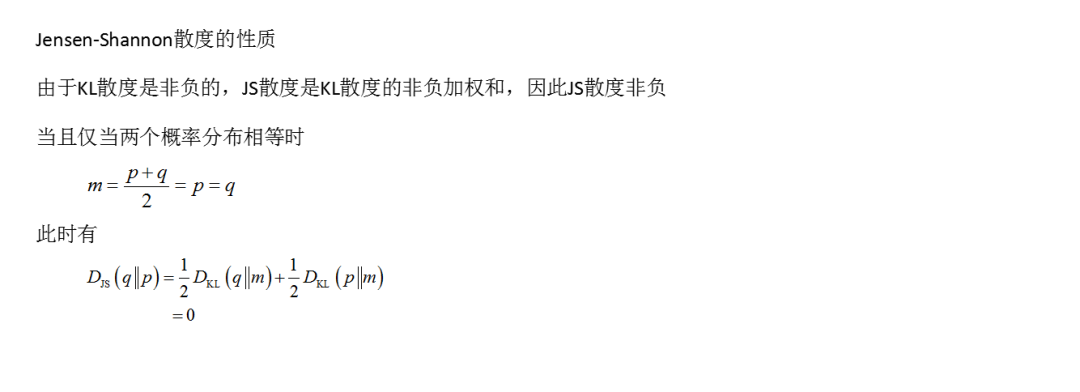 Jensen-Shannon散度的性质
由于KL散度是非负的，JS散度是KL散度的非负加权和，因此JS散度非负
当且仅当两个概率分布相等时
m = \frac{p+q}{2} = p = q
此时有
D_{JS}(q‖p) = \frac{1}{2} D_{KL}(q‖m) + \frac{1}{2} D_{KL}(p‖m)
= 0